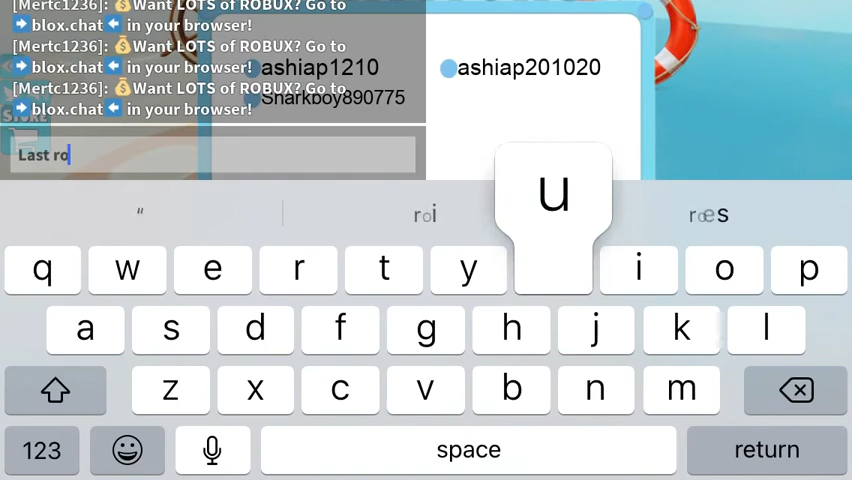 [Mertc1236]: 💰Want LOTS of ROBUX? Go to
➡blox.chat⬅ in your browser!
[Mertc1236]: 💰Want LOTS of ROBUX? Go to
➡blox.chat⬅ in your browser!
[Mertc1236]: 💰Want LOTS of ROBUX? Go to
➡blox.chat⬅ in your browser!
ashiap1210
ashiap201020
Sharkboy890775
STORE
Last ro
"
u
q w e r t y i o p
a s d f g h j k l
z x c v b n m
123 space return